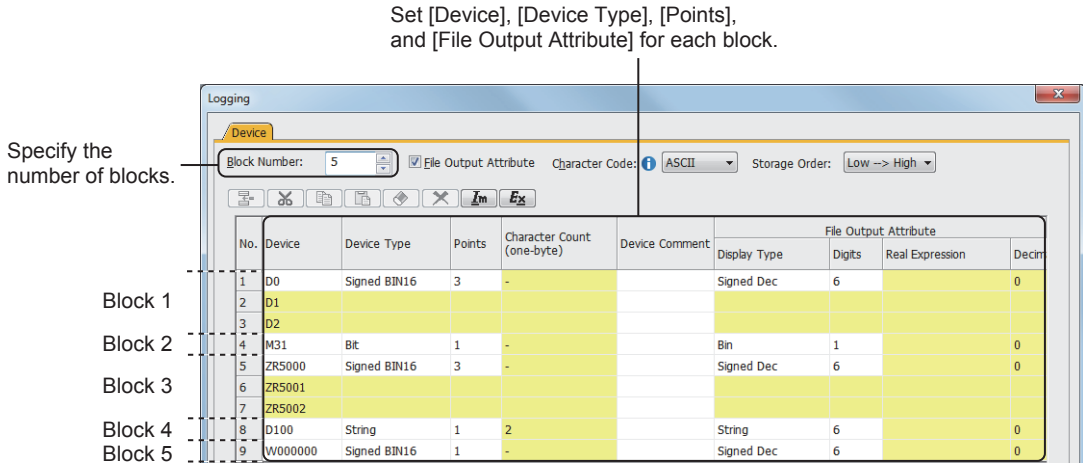 Set [Device], [Device Type], [Points],
and [File Output Attribute] for each block.
Logging
x
Device
Specify the
number of blocks.
Block Number: 5 File Output Attribute Character Code: ASCII Storage Order: Low --> High
Im Ex
No. Device Device Type Points Character Count (one-byte) Device Comment File Output Attribute
Display Type Digits Real Expression Decim
Block 1
1 D0 Signed BIN16 3 - Signed Dec 6 0
2 D1
3 D2
Block 2
4 M31 Bit 1 - Bin 1 0
Block 3
5 ZR5000 Signed BIN16 3 - Signed Dec 6 0
6 ZR5001
7 ZR5002
Block 4
8 D100 String 1 2 String 6 0
Block 5
9 W000000 Signed BIN16 1 - Signed Dec 6 0